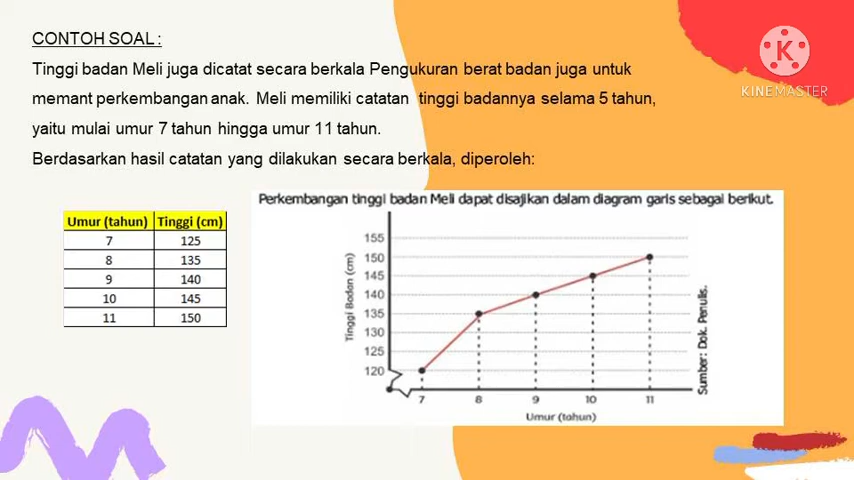 CONTOH SOAL :
Tinggi badan Meli juga dicatat secara berkala Pengukuran berat badan juga untuk
memant perkembangan anak. Meli memiliki catatan tinggi badannya selama 5 tahun,
yaitu mulai umur 7 tahun hingga umur 11 tahun.
Berdasarkan hasil catatan yang dilakukan secara berkala, diperoleh:
KINEMASTER
Umur (tahun) Tinggi (cm)
7 125
8 135
9 140
10 145
11 150
Perkembangan tinggi badan Meli dapat disajikan dalam diagram garis sebagai berikut.
Tinggi Badan (cm)
155
150
145
140
135
130
125
120
7 8 9 10 11
Umur (tahun)
Sumber: Dok. Penulis.